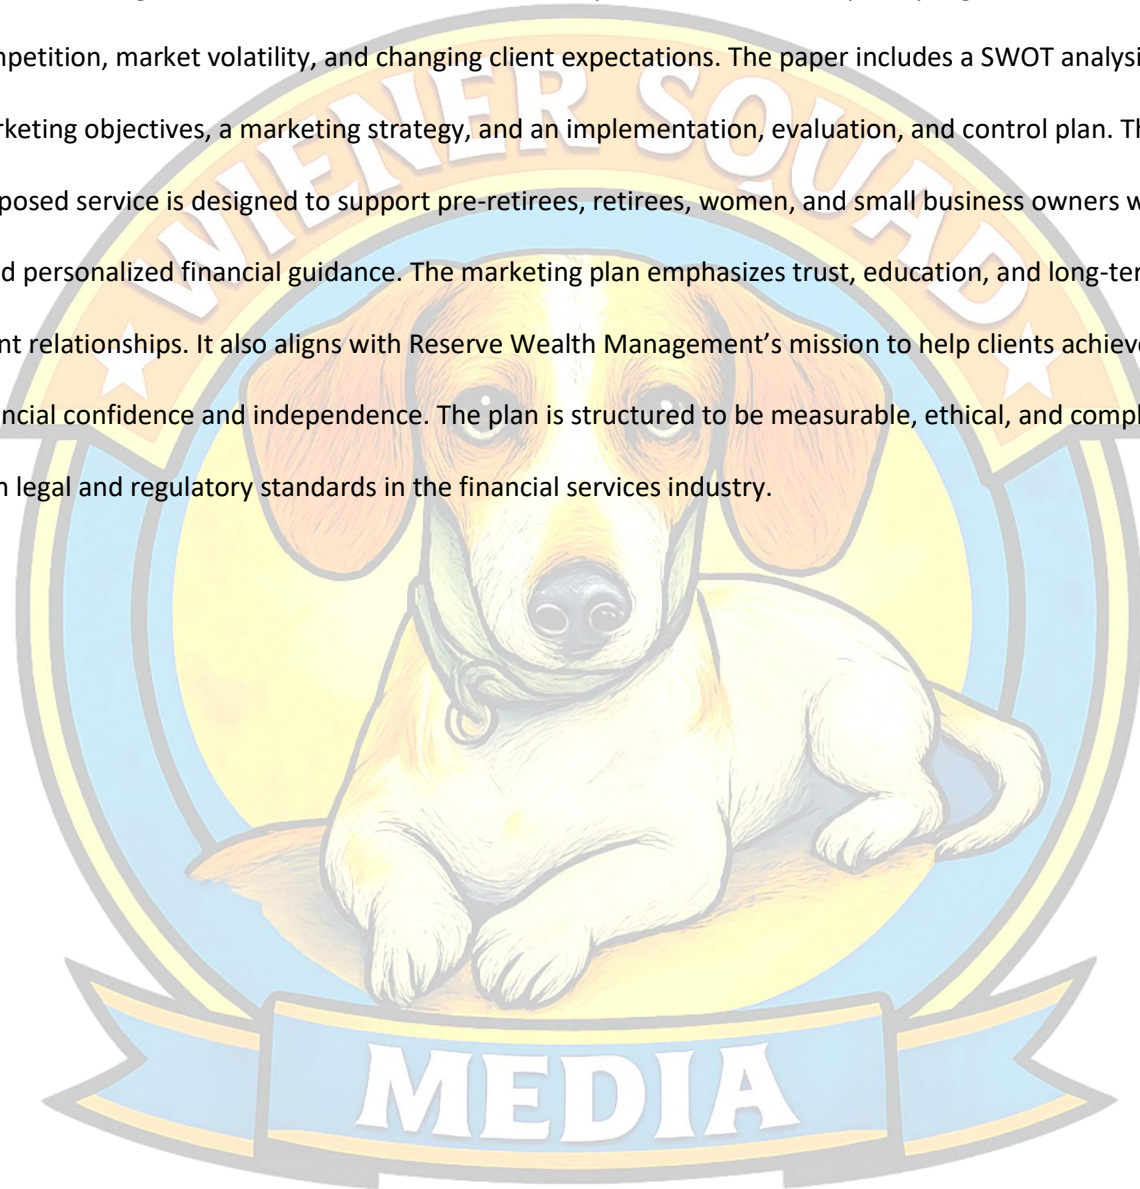 mpetition, market volatility, and changing client expectations. The paper includes a SWOT analysi
rketing objectives, a marketing strategy, and an implementation, evaluation, and control plan. Th
posed service is designed to support pre-retirees, retirees, women, and small business owners w
d personalized financial guidance. The marketing plan emphasizes trust, education, and long-ter
nt relationships. It also aligns with Reserve Wealth Management’s mission to help clients achieve
ncial confidence and independence. The plan is structured to be measurable, ethical, and compl
h legal and regulatory standards in the financial services industry.
WIENER SQUAD
MEDIA